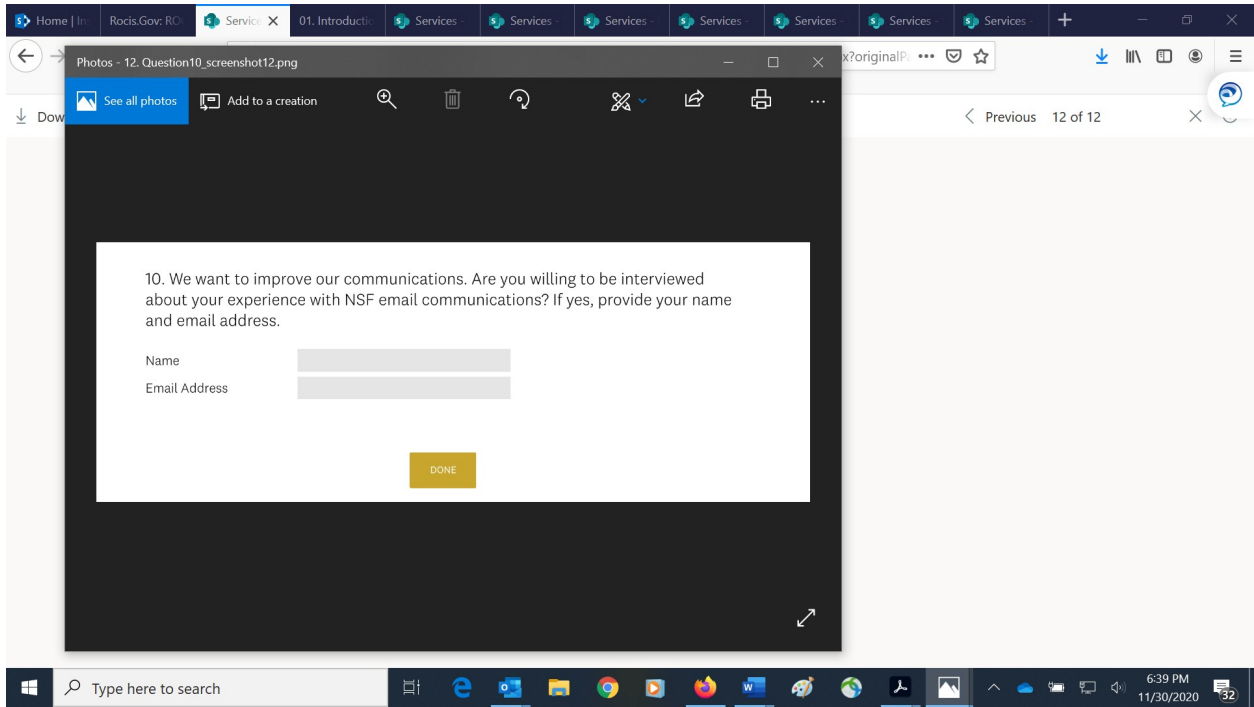 Home | In
Rocis.Gov: RO
Service
01. Introductio
Services -
Services -
Services -
Services -
Services -
Services -
Services -
x?originalP
Photos - 12. Question10_screenshot12.png
See all photos
Add to a creation
Dow
Previous 12 of 12
10. We want to improve our communications. Are you willing to be interviewed
about your experience with NSF email communications? If yes, provide your name
and email address.
Name
Email Address
DONE
Type here to search
6:39 PM
11/30/2020
32